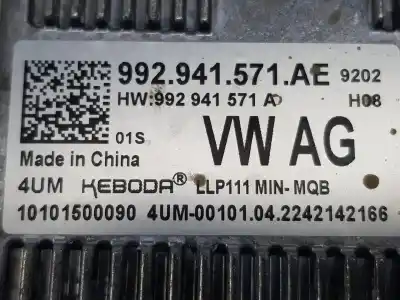 992.941.571.AE 9202
HW:992 941 571 A H08
01S VW AG
Made in China
4UM KEBODA® LLP111 MIN-MQB
10101500090 4UM-00101.04.2242142166